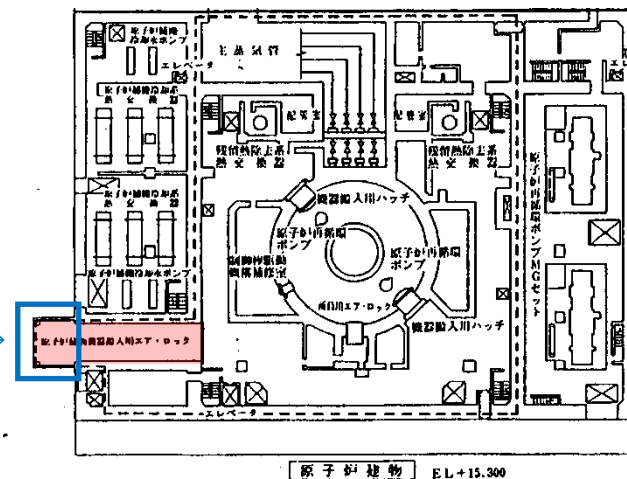 原子炉補機
冷却水ポンプ
エレベータ
主蒸気管
原子炉補機冷却系
熱交換器
配管室
配管室
残留熱除去系
熱交換器
残留熱除去系
熱交換器
原子炉補機冷却系
熱交換器
機器搬入用ハッチ
原子炉再循環
ポンプ
制御棒駆動
機構補修室
原子炉再循環
ポンプ
原子炉再循環ポンプMGセット
原子炉補機冷却水ポンプ
所員用エア・ロック
機器搬入用ハッチ
機器搬入用エア・ロック
エレベータ
原子炉建物 EL+15.300